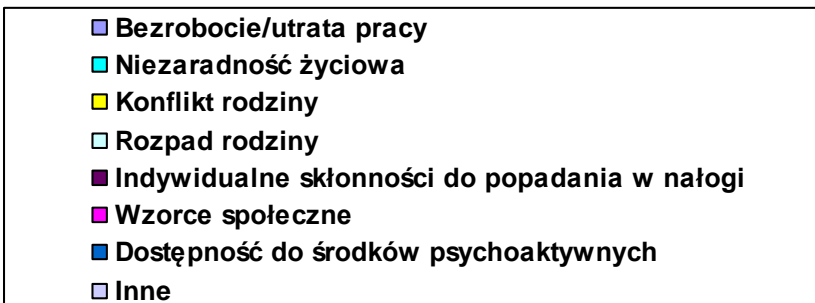 Bezrobocie/utrata pracy
Niezaradność życiowa
Konflikt rodziny
Rozpad rodziny
Indywidualne skłonności do popadania w nałogi
Wzorce społeczne
Dostępność do środków psychoaktywnych
Inne